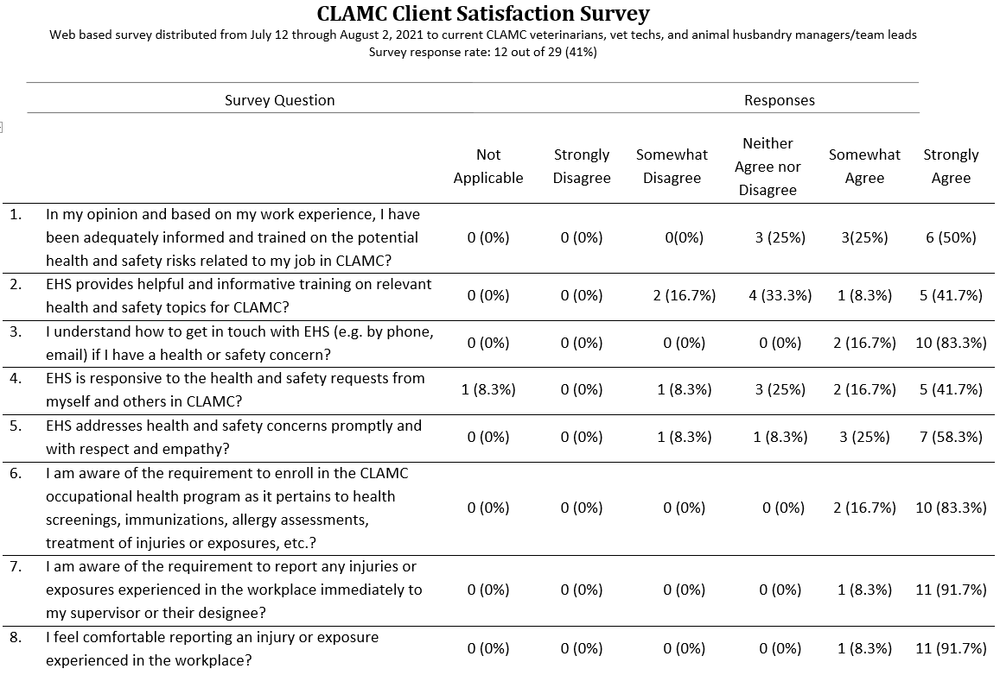 CLAMC Client Satisfaction Survey
Web based survey distributed from July 12 through August 2, 2021 to current CLAMC veterinarians, vet techs, and animal husbandry managers/team leads
Survey response rate: 12 out of 29 (41%)
Survey Question Responses
Not Applicable Strongly Disagree Somewhat Disagree Neither Agree nor Disagree Somewhat Agree Strongly Agree
1. In my opinion and based on my work experience, I have
been adequately informed and trained on the potential 0 (0%) 0 (0%) 0(0%) 3 (25%) 3(25%) 6 (50%)
health and safety risks related to my job in CLAMC?
2. EHS provides helpful and informative training on relevant
health and safety topics for CLAMC? 0 (0%) 0 (0%) 2 (16.7%) 4 (33.3%) 1 (8.3%) 5 (41.7%)
3. I understand how to get in touch with EHS (e.g. by phone,
email) if I have a health or safety concern? 0 (0%) 0 (0%) 0 (0%) 0 (0%) 2 (16.7%) 10 (83.3%)
4. EHS is responsive to the health and safety requests from
myself and others in CLAMC? 1 (8.3%) 0 (0%) 1 (8.3%) 3 (25%) 2 (16.7%) 5 (41.7%)
5. EHS addresses health and safety concerns promptly and
with respect and empathy? 0 (0%) 0 (0%) 1 (8.3%) 1 (8.3%) 3 (25%) 7 (58.3%)
6. I am aware of the requirement to enroll in the CLAMC
occupational health program as it pertains to health
screenings, immunizations, allergy assessments, 0 (0%) 0 (0%) 0 (0%) 0 (0%) 2 (16.7%) 10 (83.3%)
treatment of injuries or exposures, etc.?
7. I am aware of the requirement to report any injuries or
exposures experienced in the workplace immediately to 0 (0%) 0 (0%) 0 (0%) 0 (0%) 1 (8.3%) 11 (91.7%)
my supervisor or their designee?
8. I feel comfortable reporting an injury or exposure
experienced in the workplace? 0 (0%) 0 (0%) 0 (0%) 0 (0%) 1 (8.3%) 11 (91.7%)